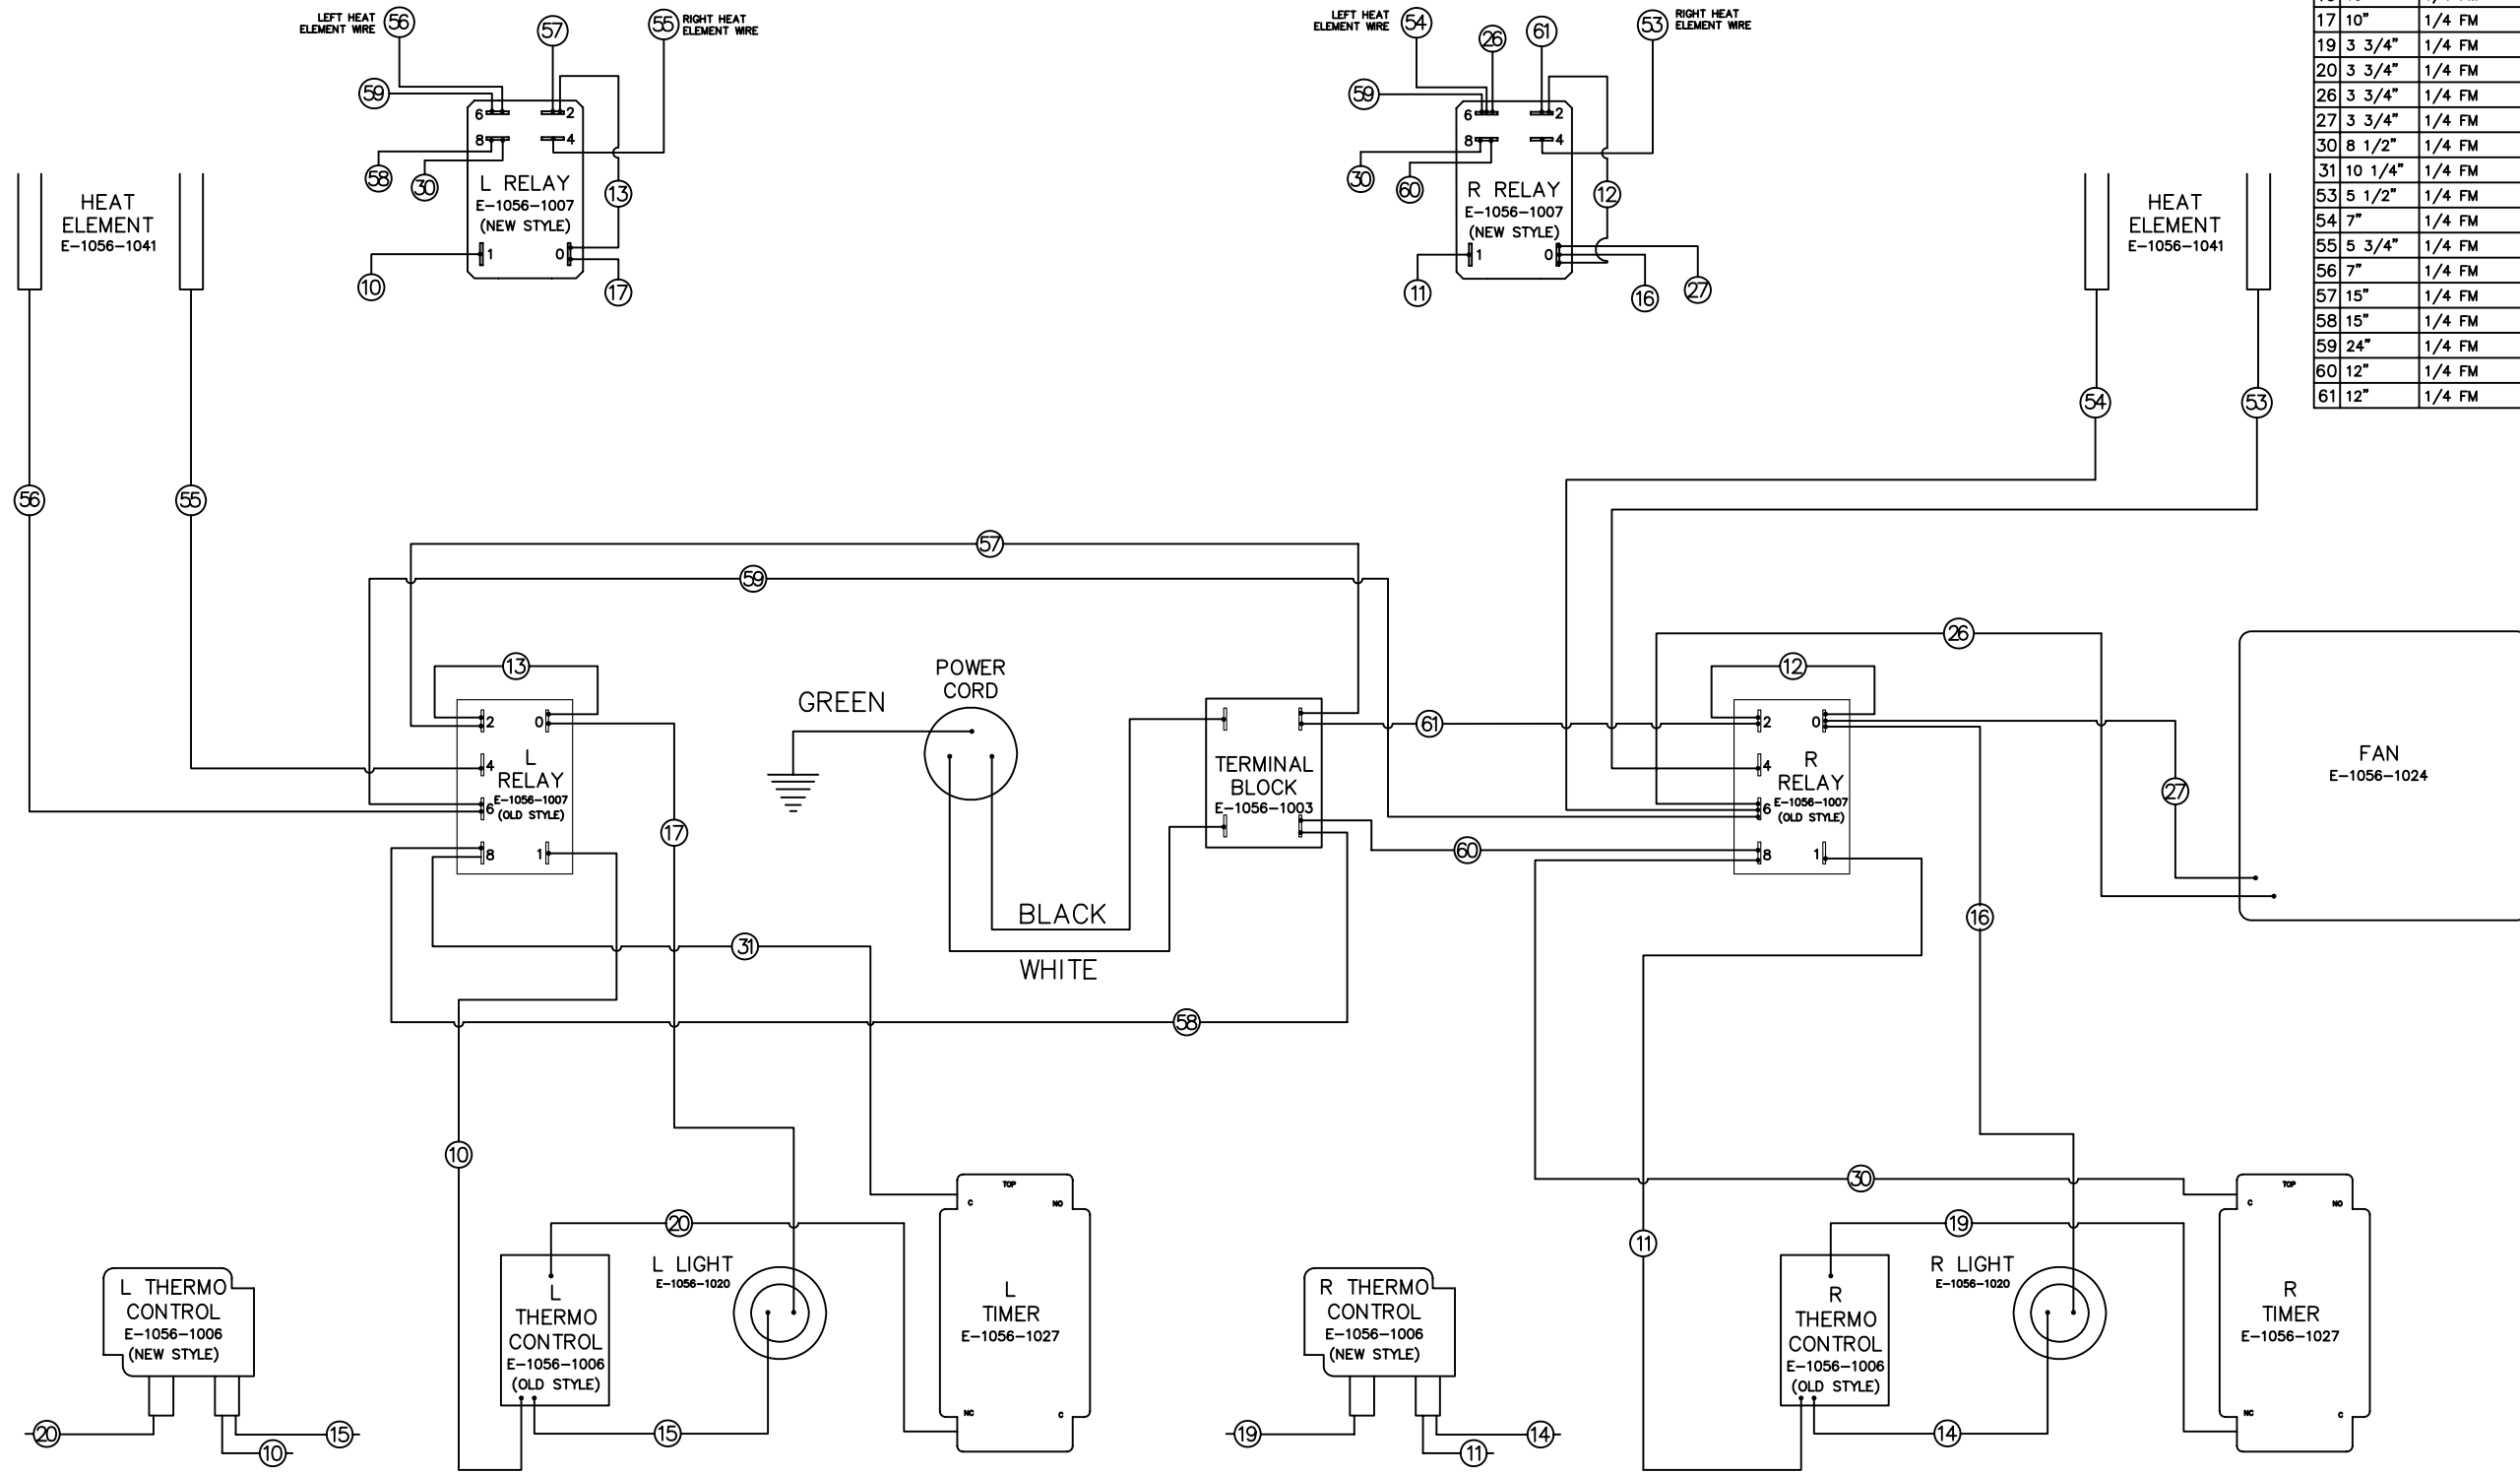 LEFT HEAT
ELEMENT WIRE
56
57
55
RIGHT HEAT
ELEMENT WIRE
59
6
2
8
4
58
30
L RELAY
E-1056-1007
(NEW STYLE)
13
1
0
10
17
LEFT HEAT
ELEMENT WIRE
54
26
61
53
RIGHT HEAT
ELEMENT WIRE
59
6
2
8
4
30
60
R RELAY
E-1056-1007
(NEW STYLE)
12
1
0
11
16
27
17 10" 1/4 FM
19 3 3/4" 1/4 FM
20 3 3/4" 1/4 FM
26 3 3/4" 1/4 FM
27 3 3/4" 1/4 FM
30 8 1/2" 1/4 FM
31 10 1/4" 1/4 FM
53 5 1/2" 1/4 FM
54 7" 1/4 FM
55 5 3/4" 1/4 FM
56 7" 1/4 FM
57 15" 1/4 FM
58 15" 1/4 FM
59 24" 1/4 FM
60 12" 1/4 FM
61 12" 1/4 FM
HEAT
ELEMENT
E-1056-1041
HEAT
ELEMENT
E-1056-1041
54
53
56
55
57
59
26
13
2
0
4
L
RELAY
E-1056-1007
(OLD STYLE)
6
8
1
17
GREEN
POWER
CORD
BLACK
WHITE
TERMINAL
BLOCK
E-1056-1003
61
60
12
2
0
4
R
RELAY
E-1056-1007
(OLD STYLE)
6
8
1
FAN
E-1056-1024
27
16
31
58
10
30
20
19
11
L THERMO
CONTROL
E-1056-1006
(NEW STYLE)
20
10
15
L
THERMO
CONTROL
E-1056-1006
(OLD STYLE)
15
L LIGHT
E-1056-1020
TOP
C
NO
L
TIMER
E-1056-1027
NC
C
R THERMO
CONTROL
E-1056-1006
(NEW STYLE)
19
11
14
R
THERMO
CONTROL
E-1056-1006
(OLD STYLE)
14
R LIGHT
E-1056-1020
TOP
C
NO
R
TIMER
E-1056-1027
NC
C